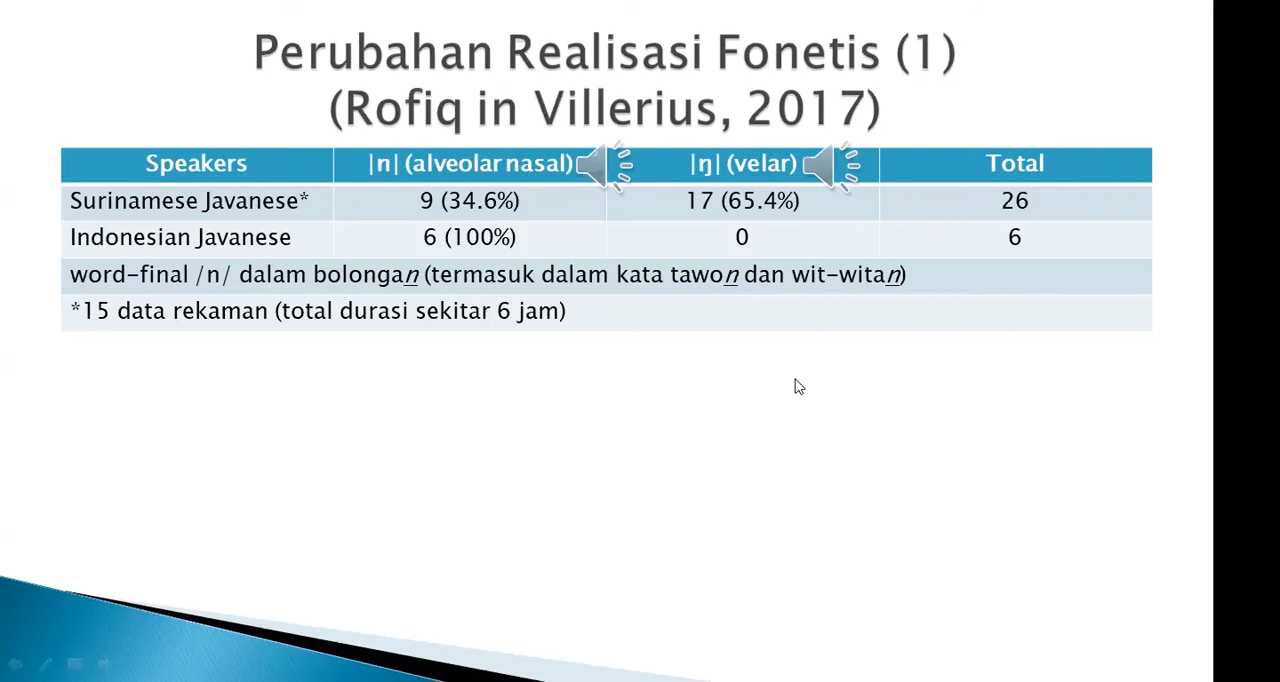 Perubahan Realisasi Fonetis (1)
(Rofiq in Villerius, 2017)
Speakers |n| (alveolar nasal) |ŋ| (velar) Total
Surinamese Javanese* 9 (34.6%) 17 (65.4%) 26
Indonesian Javanese 6 (100%) 0 6
word-final /n/ dalam bolongan (termasuk dalam kata tawon dan wit-witan)
*15 data rekaman (total durasi sekitar 6 jam)